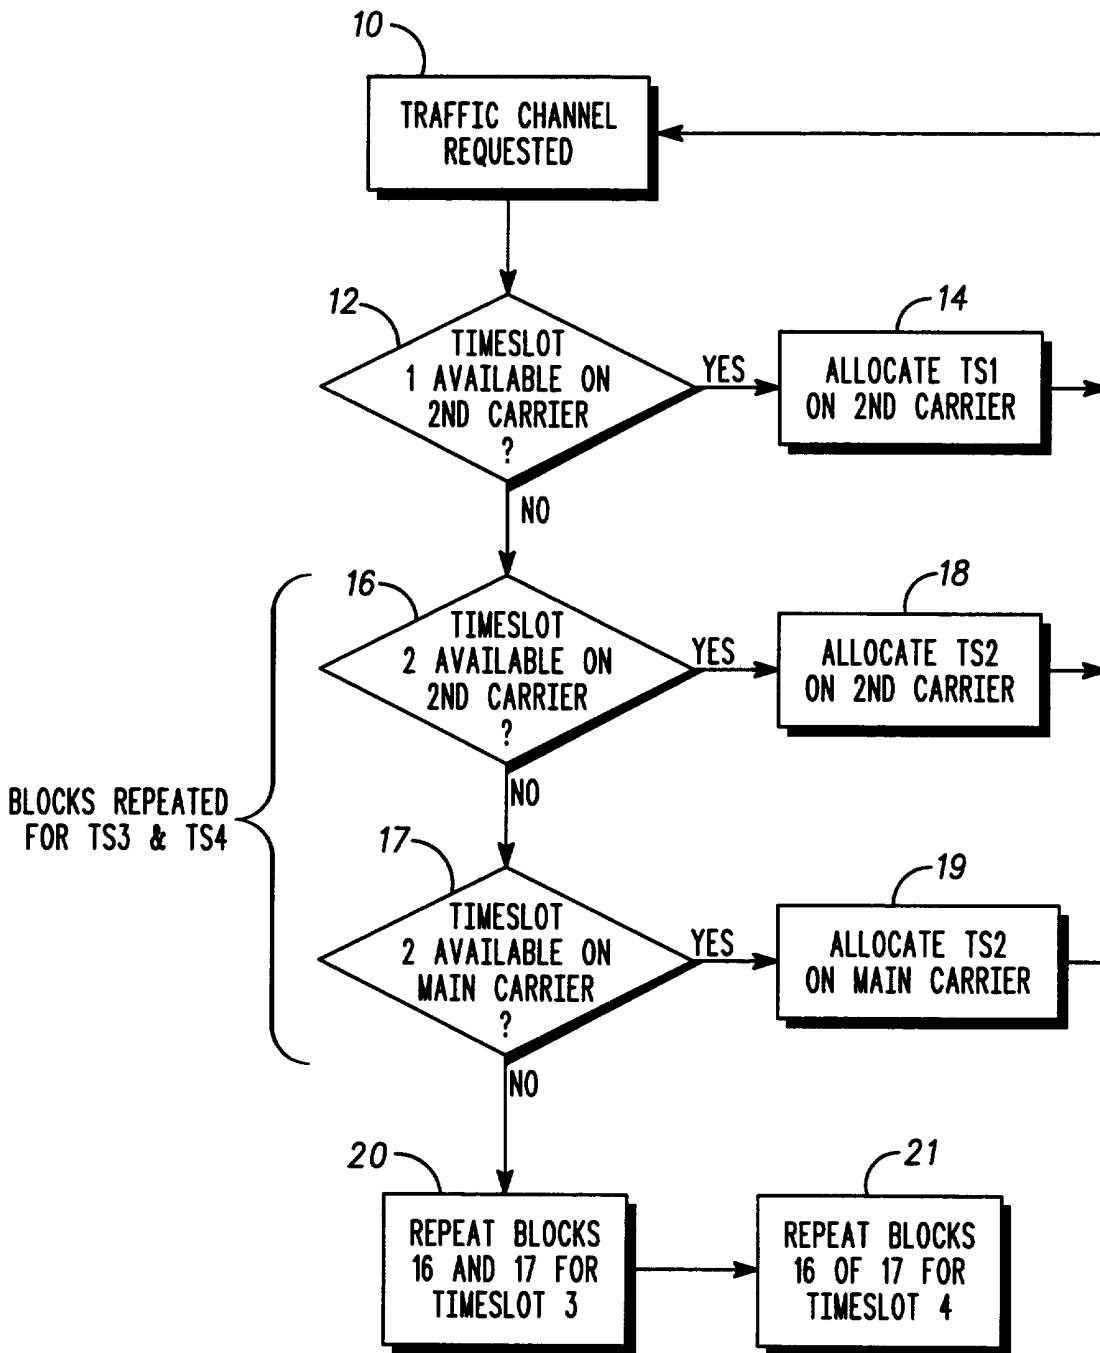 10
TRAFFIC CHANNEL
REQUESTED
12
TIMESLOT
1 AVAILABLE ON
2ND CARRIER
?
YES
14
ALLOCATE TS1
ON 2ND CARRIER
NO
16
TIMESLOT
2 AVAILABLE ON
2ND CARRIER
?
YES
18
ALLOCATE TS2
ON 2ND CARRIER
NO
BLOCKS REPEATED
FOR TS3 & TS4
17
TIMESLOT
2 AVAILABLE ON
MAIN CARRIER
?
YES
19
ALLOCATE TS2
ON MAIN CARRIER
NO
20
REPEAT BLOCKS
16 AND 17 FOR
TIMESLOT 3
21
REPEAT BLOCKS
16 OF 17 FOR
TIMESLOT 4